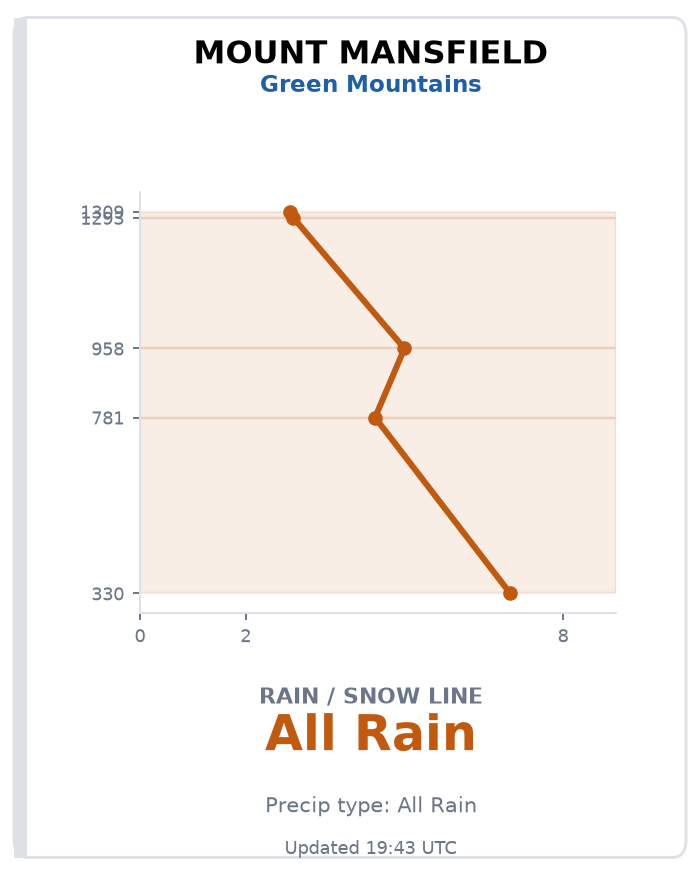 MOUNT MANSFIELD
Green Mountains
1309
1293
958
781
330
0 2 8
RAIN / SNOW LINE
All Rain
Precip type: All Rain
Updated 19:43 UTC